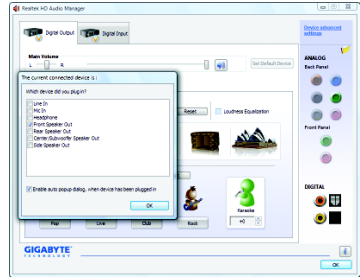 Realtek HD Audio Manager
Digital Output
Digital Input
Device advanced settings
Main Volume
L
R
Set Default Device
ANALOG
Back Panel
The current connected device is :
Which device did you plug in?
Line In
Mic In
Headphone
Front Speaker Out
Rear Speaker Out
Center/Subwoofer Speaker Out
Side Speaker Out
Enable auto popup dialog, when device has been plugged in
OK
Reset
Loudness Equalization
Front Panel
DIGITAL
Karaoke
+0
Pop
Live
Club
Rock
GIGABYTE
TECHNOLOGY
OK